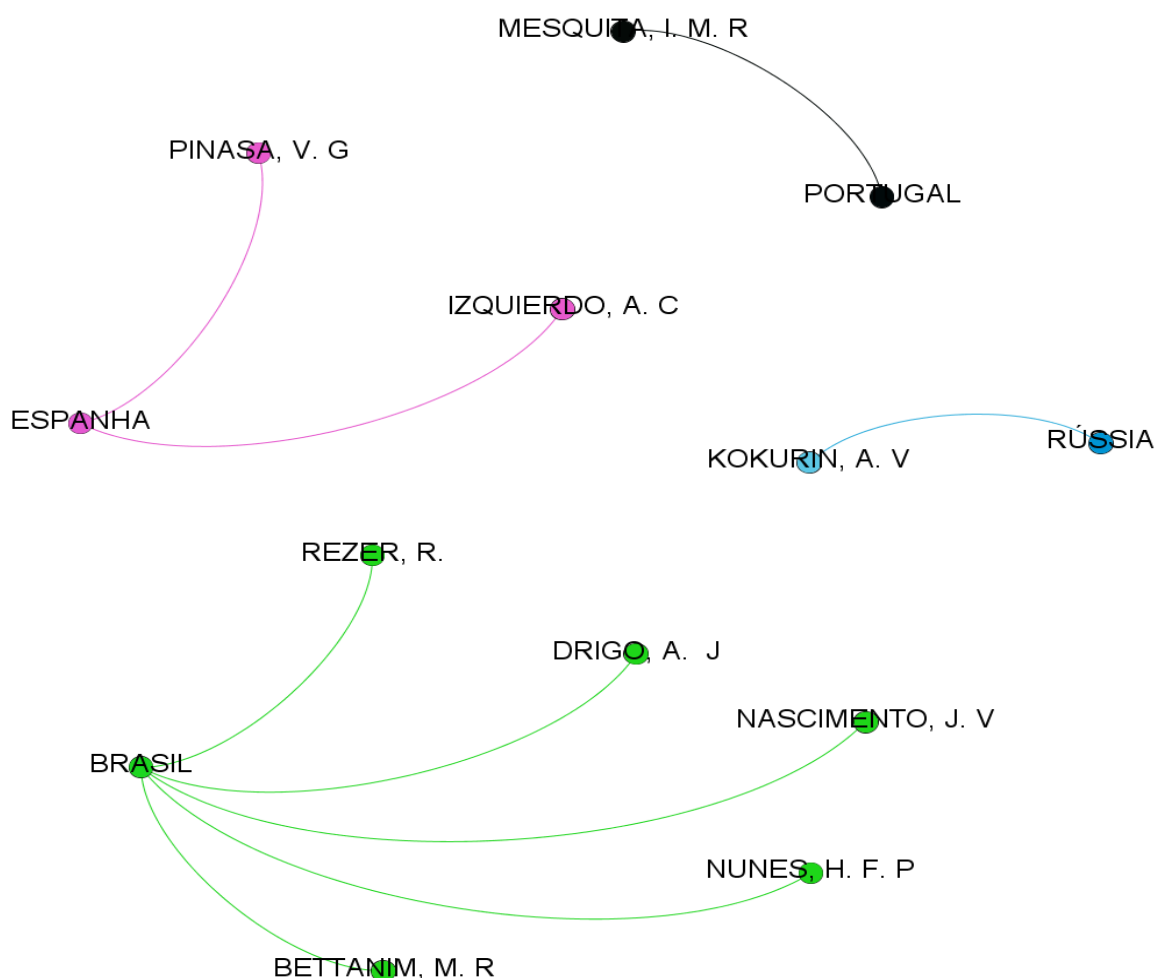 MESQUITA, I. M. R
PINASA, V. G
PORTUGAL
IZQUIERDO, A. C
ESPANHA
RÚSSIA
KOKURIN, A. V
REZER, R.
DRIGO, A. J
NASCIMENTO, J. V
BRASIL
NUNES, H. F. P
BETTANIM, M. R